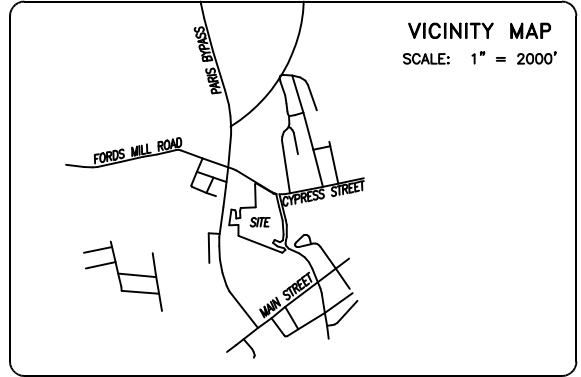 VICINITY MAP
SCALE: 1" = 2000'
PARIS BYPASS
FORDS MILL ROAD
CYPRESS STREET
SITE
MAIN STREET